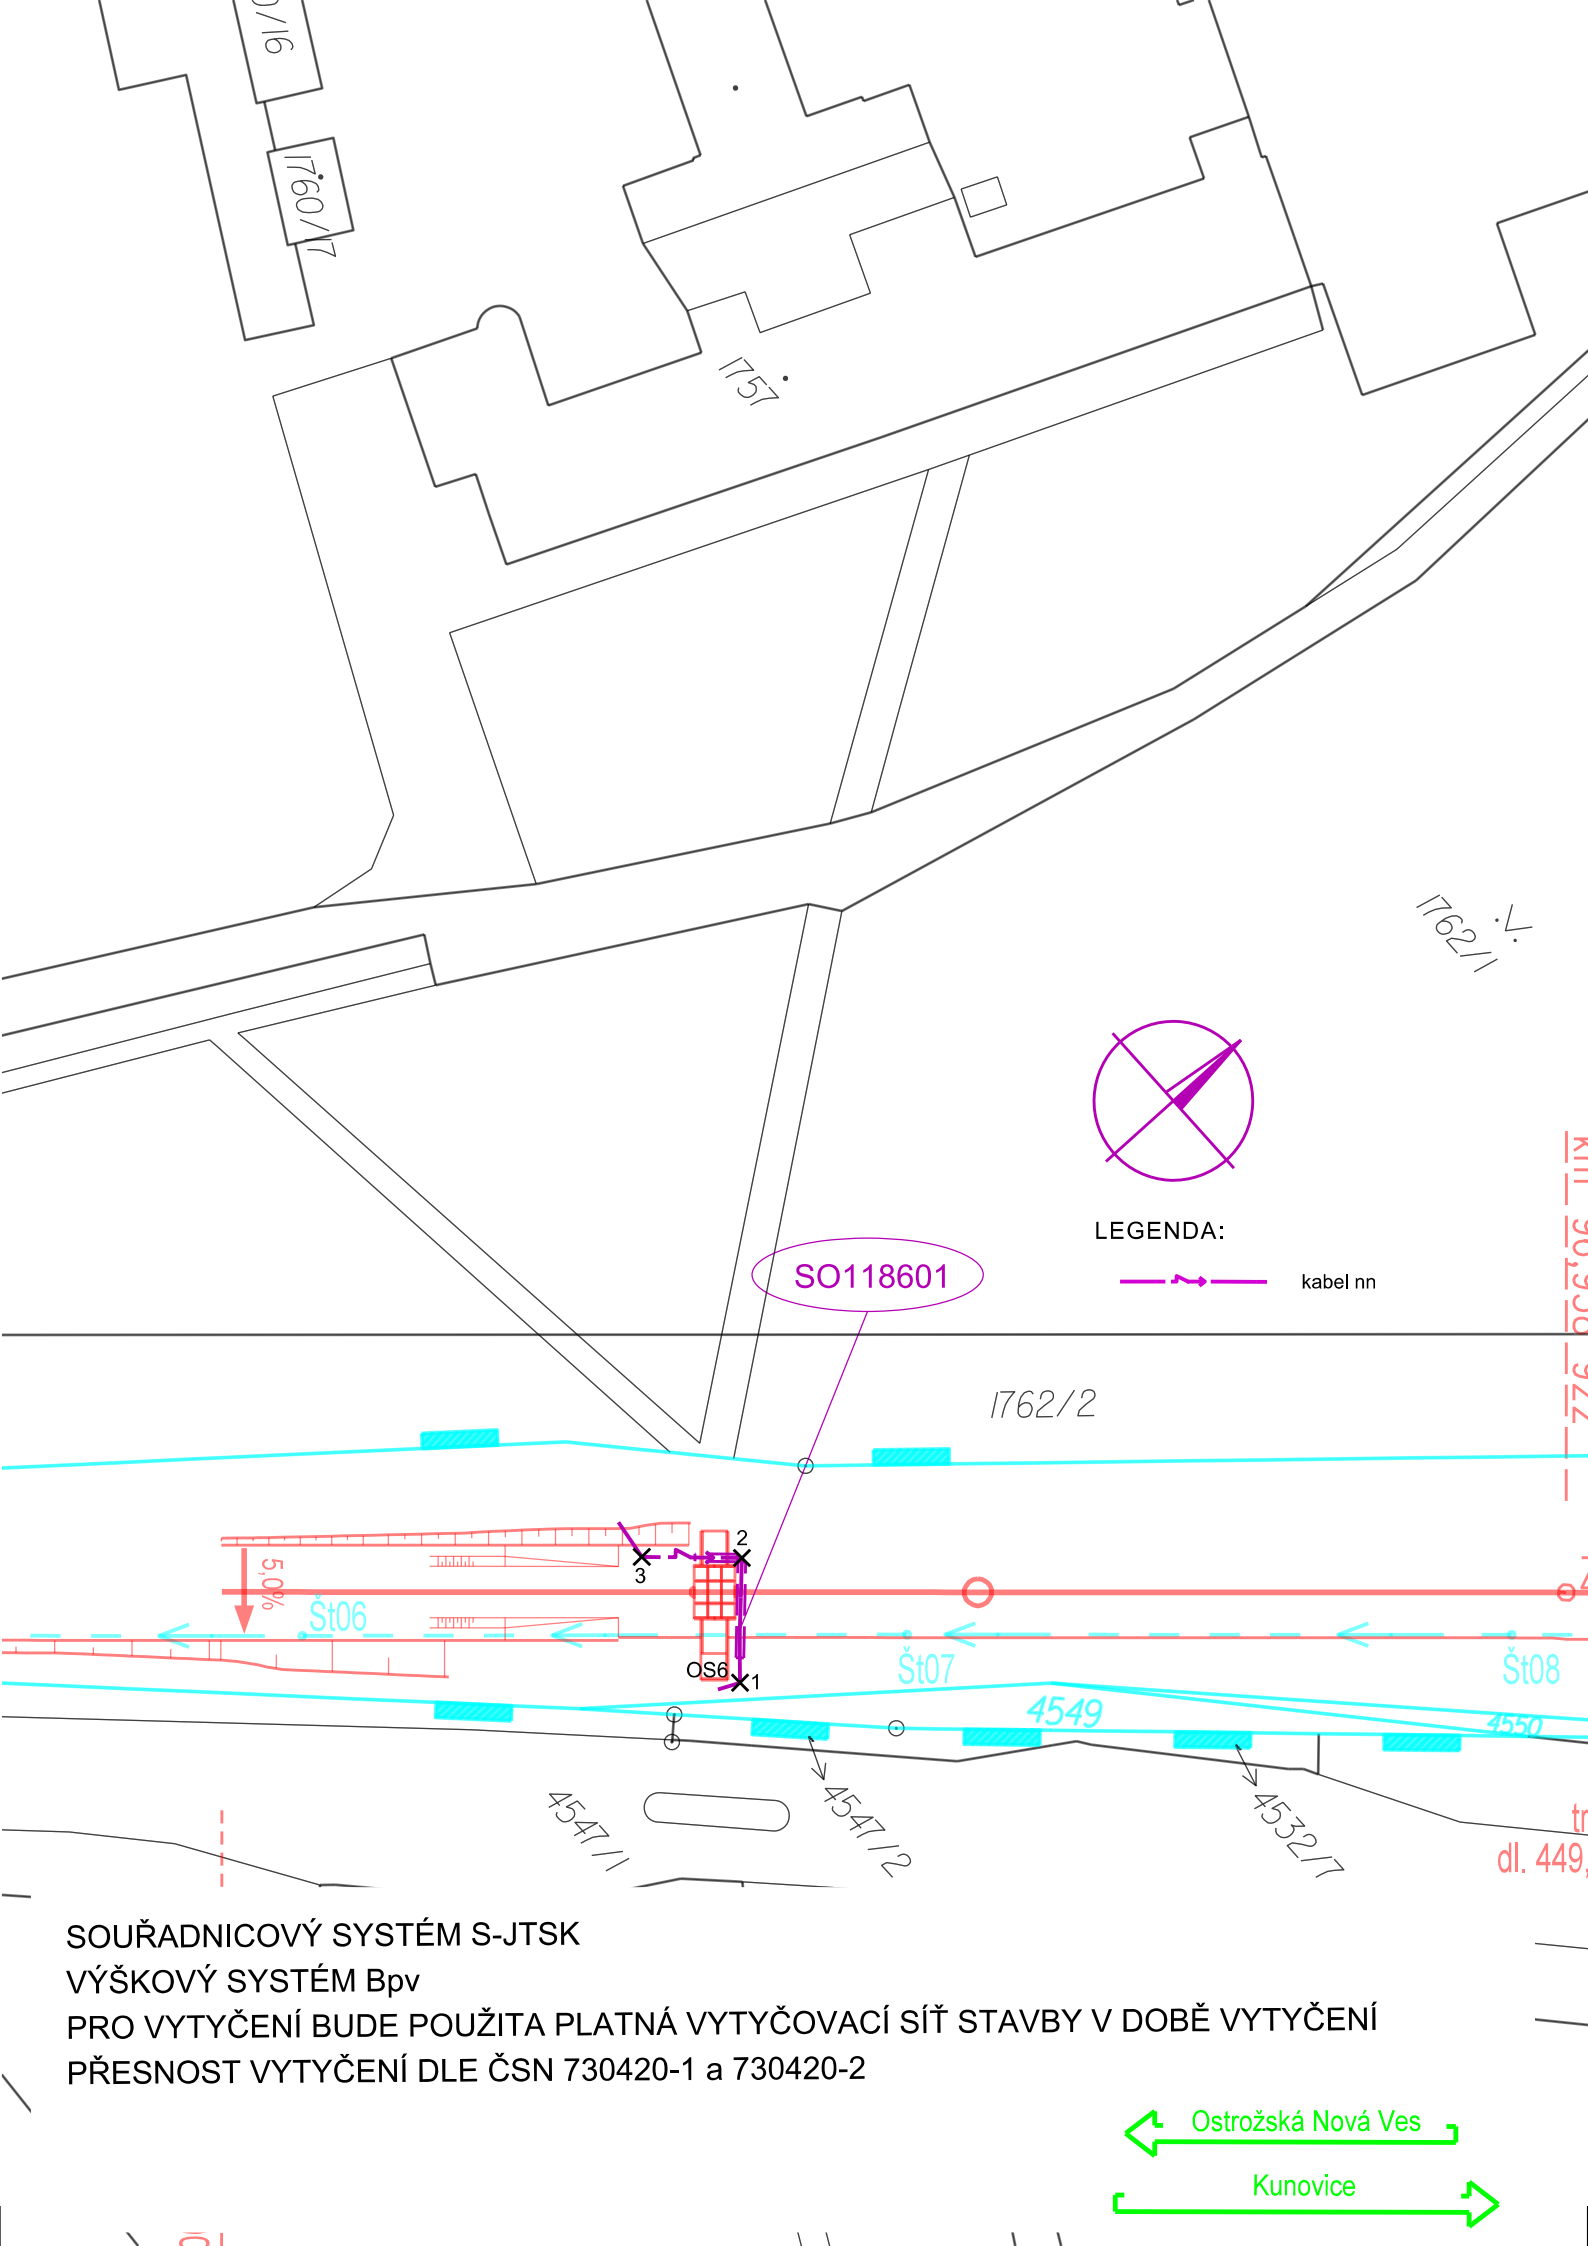 1760/17
1757
1762/1
LEGENDA:
kabel nn
SO118601
1762/2
2
3
5,0%
Št06
OS6
1
Št07
Št08
4549
4550
4547/1
4547/2
4532/7
dl. 449,
SOUŘADNICOVÝ SYSTÉM S-JTSK
VÝŠKOVÝ SYSTÉM Bpv
PRO VYTYČENÍ BUDE POUŽITA PLATNÁ VYTYČOVACÍ SÍŤ STAVBY V DOBĚ VYTYČENÍ
PŘESNOST VYTYČENÍ DLE ČSN 730420-1 a 730420-2
Ostrožská Nová Ves
Kunovice